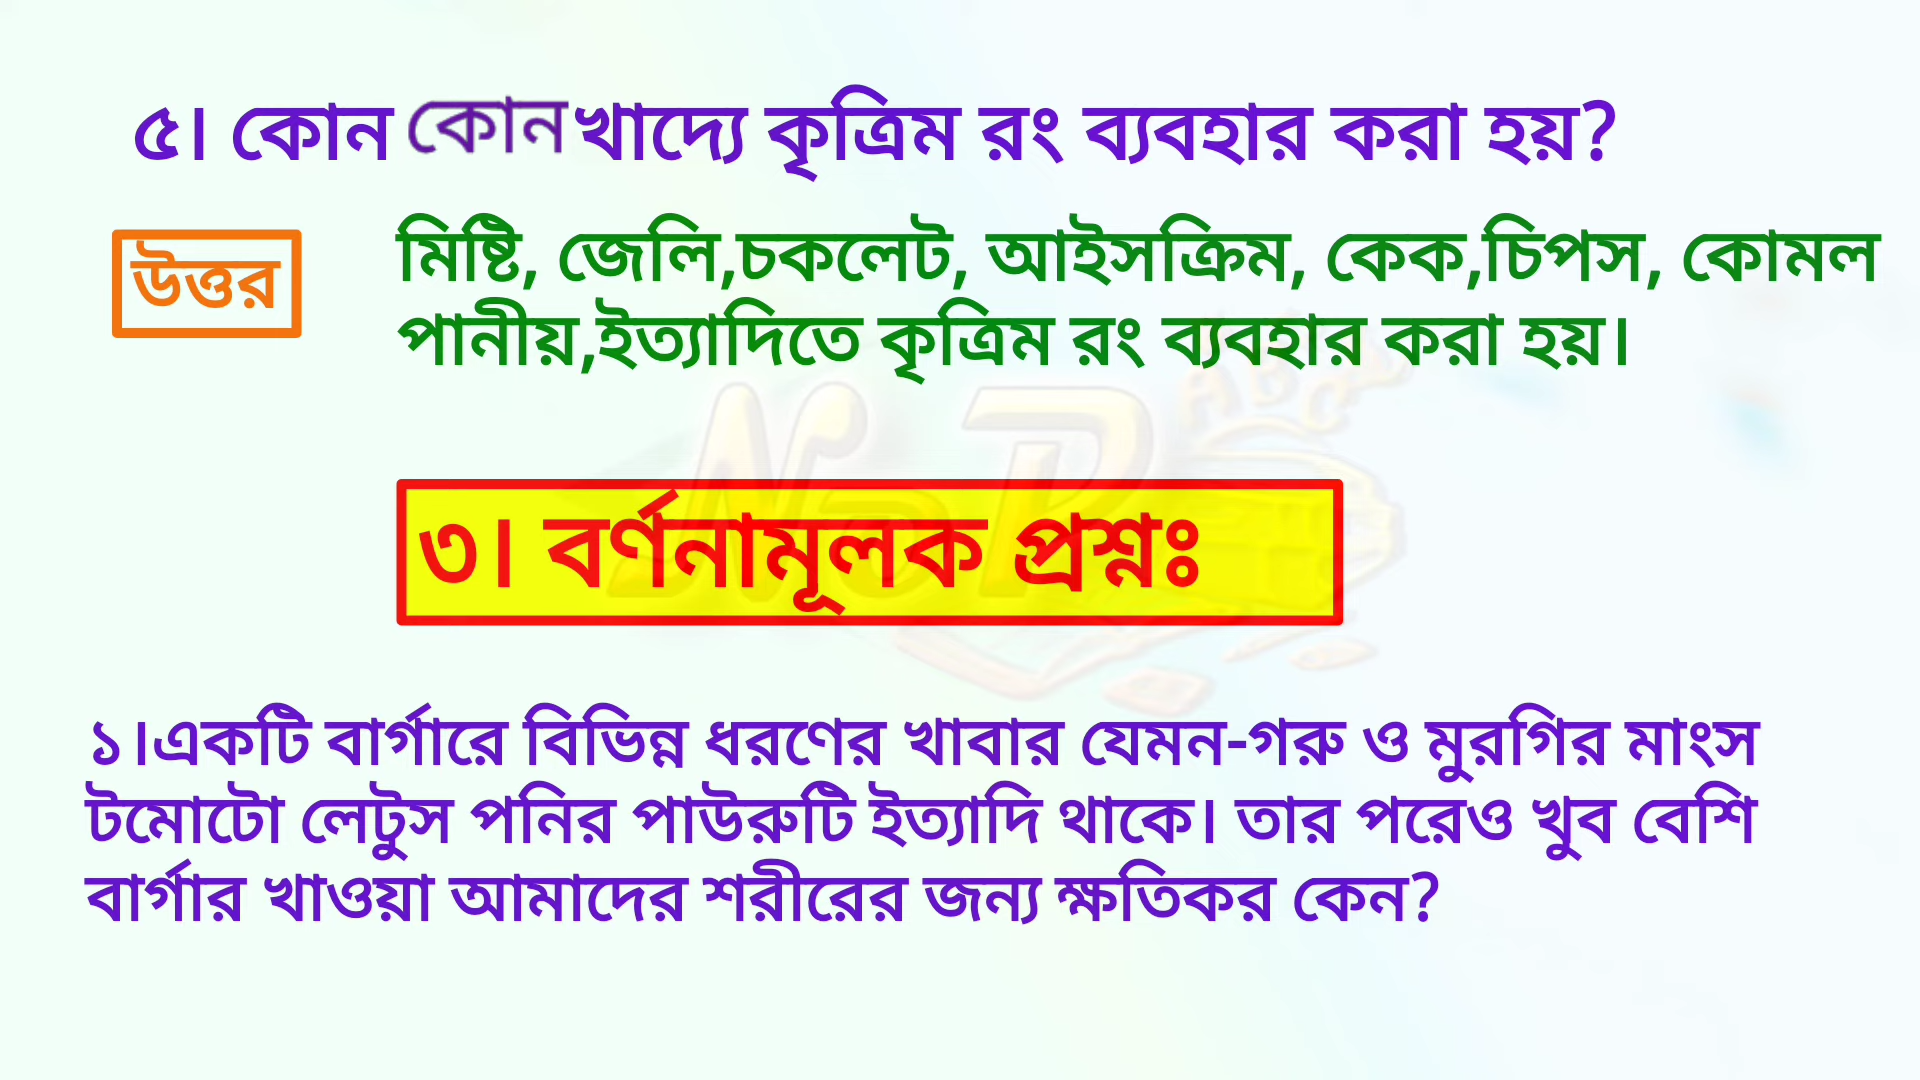 ৫। কোন কোন খাদ্যে কৃত্রিম রং ব্যবহার করা হয়?
উত্তর
মিষ্টি, জেলি,চকলেট, আইসক্রিম, কেক,চিপস, কোমল
পানীয়,ইত্যাদিতে কৃত্রিম রং ব্যবহার করা হয়।
৩। বর্ণনামূলক প্রশ্নঃ
১।একটি বার্গারে বিভিন্ন ধরণের খাবার যেমন-গরু ও মুরগির মাংস
টমোটো লেটুস পনির পাউরুটি ইত্যাদি থাকে। তার পরেও খুব বেশি
বার্গার খাওয়া আমাদের শরীরের জন্য ক্ষতিকর কেন?